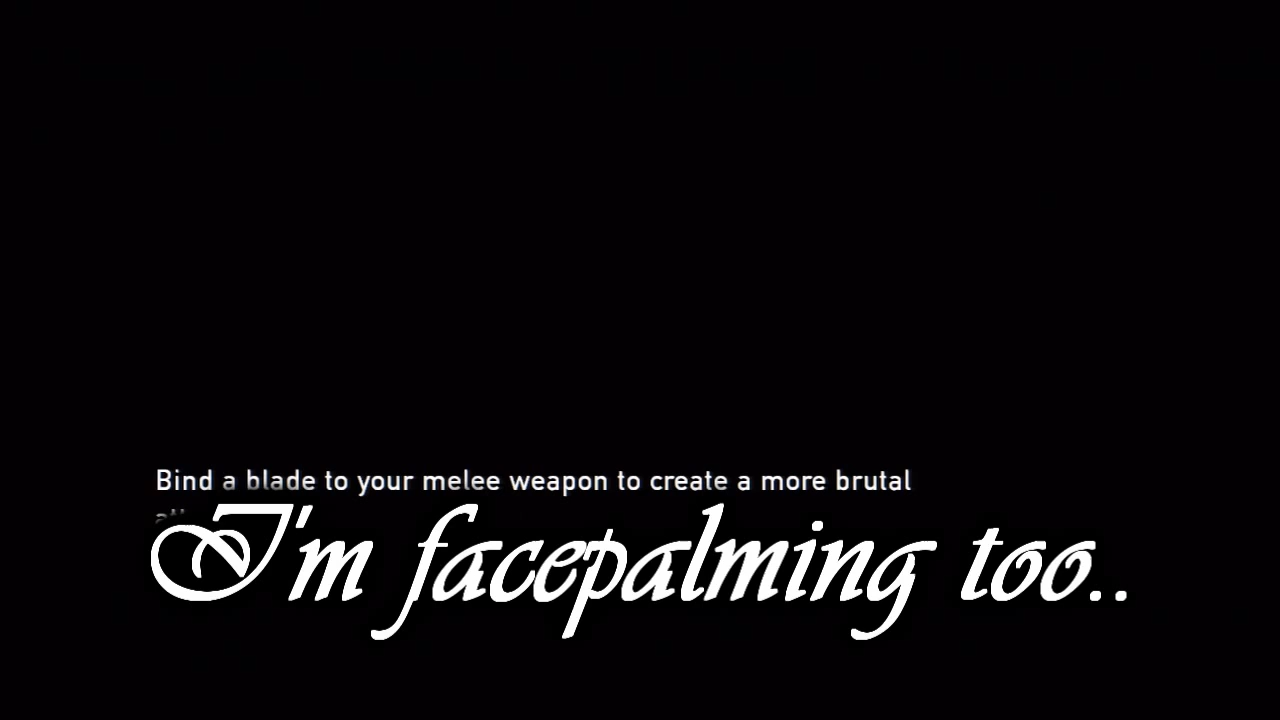 Bind a blade to your melee weapon to create a more brutal
I'm facepalming too..